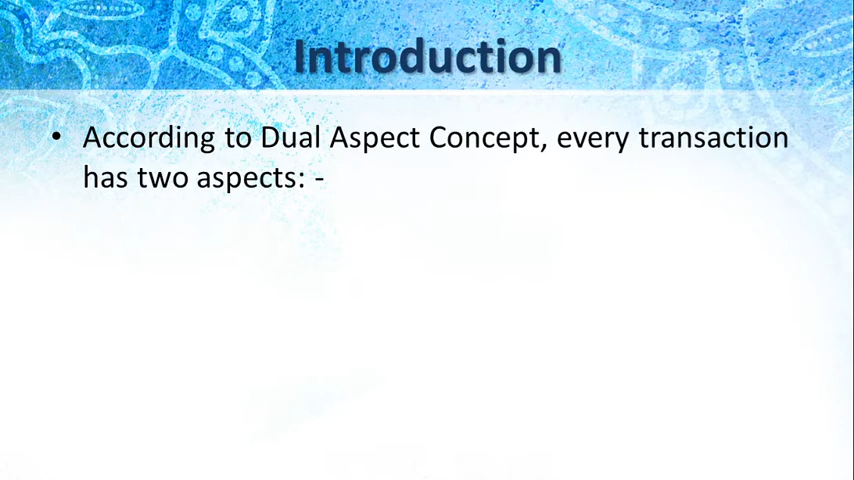 Introduction
• According to Dual Aspect Concept, every transaction
has two aspects: -